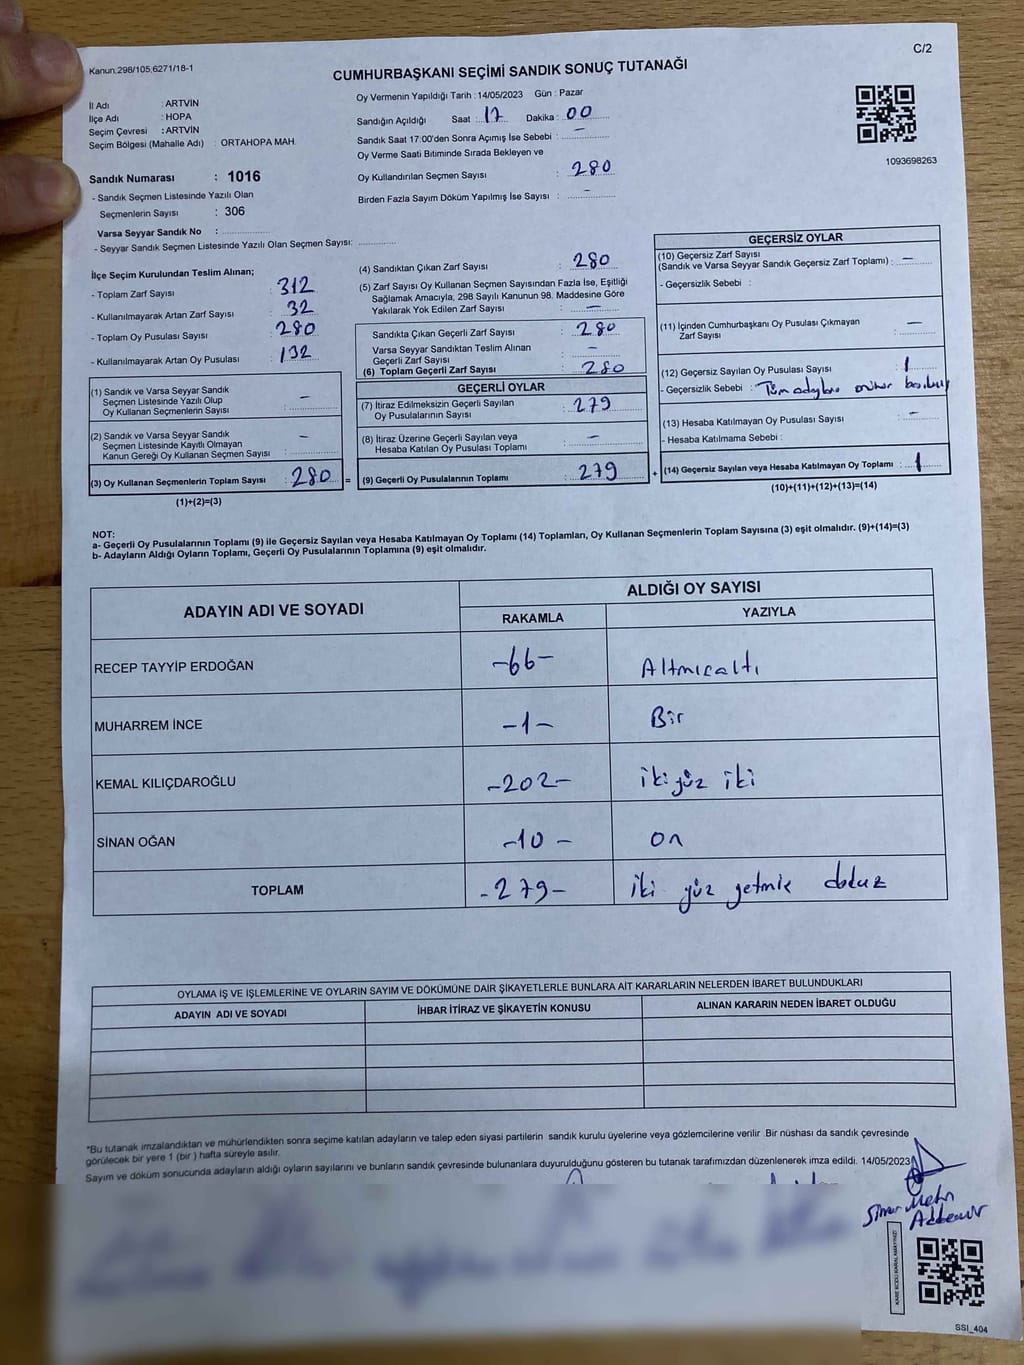 C/2
Kanun:298/105,6271/18-1
CUMHURBAŞKANI SEÇİMİ SANDIK SONUÇ TUTANAĞI
İl Adı : ARTVİN
İlçe Adı : HOPA
Seçim Çevresi : ARTVİN
Seçim Bölgesi (Mahalle Adı) : ORTAHOPA MAH.
Sandık Numarası : 1016
- Sandık Seçmen Listesinde Yazılı Olan
Seçmenlerin Sayısı : 306
Varsa Seyyar Sandık No :
- Seyyar Sandık Seçmen Listesinde Yazılı Olan Seçmen Sayısı:
Oy Vermenin Yapıldığı Tarih : 14/05/2023 Gün : Pazar
Sandığın Açıldığı Saat : 17 Dakika : 00
Sandık Saat 17:00'den Sonra Açımış İse Sebebi : —
Oy Verme Saati Bitiminde Sırada Bekleyen ve
Oy Kullandırılan Seçmen Sayısı : 280
Birden Fazla Sayım Döküm Yapılmış İse Sayısı : —
1093698263
İlçe Seçim Kurulundan Teslim Alınan;
- Toplam Zarf Sayısı : 312
- Kullanılmayarak Artan Zarf Sayısı : 32
- Toplam Oy Pusulası Sayısı : 280
- Kullanılmayarak Artan Oy Pusulası : 132
(1) Sandık ve Varsa Seyyar Sandık
Seçmen Listesinde Yazılı Olup
Oy Kullanan Seçmenlerin Sayısı : —
(2) Sandık ve Varsa Seyyar Sandık
Seçmen Listesinde Kayıtlı Olmayan
Kanun Gereği Oy Kullanan Seçmen Sayısı : —
(3) Oy Kullanan Seçmenlerin Toplam Sayısı : 280 =
(1)+(2)=(3)
(4) Sandıktan Çıkan Zarf Sayısı : 280
(5) Zarf Sayısı Oy Kullanan Seçmen Sayısından Fazla İse, Eşitliği
Sağlamak Amacıyla, 298 Sayılı Kanunun 98. Maddesine Göre
Yakılarak Yok Edilen Zarf Sayısı : —
Sandıkta Çıkan Geçerli Zarf Sayısı : 280
Varsa Seyyar Sandıktan Teslim Alınan
Geçerli Zarf Sayısı : —
(6) Toplam Geçerli Zarf Sayısı : 280
GEÇERLİ OYLAR
(7) İtiraz Edilmeksizin Geçerli Sayılan
Oy Pusulalarının Sayısı : 279
(8) İtiraz Üzerine Geçerli Sayılan veya
Hesaba Katılan Oy Pusulası Toplamı : —
(9) Geçerli Oy Pusulalarının Toplamı : 279 +
GEÇERSİZ OYLAR
(10) Geçersiz Zarf Sayısı
(Sandık ve Varsa Seyyar Sandık Geçersiz Zarf Toplamı) : —
- Geçersizlik Sebebi :
(11) İçinden Cumhurbaşkanı Oy Pusulası Çıkmayan
Zarf Sayısı : —
(12) Geçersiz Sayılan Oy Pusulası Sayısı : 1
- Geçersizlik Sebebi : Tüm adaylara mühür
(13) Hesaba Katılmayan Oy Pusulası Sayısı : —
- Hesaba Katılmama Sebebi :
(14) Geçersiz Sayılan veya Hesaba Katılmayan Oy Toplamı : 1
(10)+(11)+(12)+(13)=(14)
NOT:
a- Geçerli Oy Pusulalarının Toplamı (9) ile Geçersiz Sayılan veya Hesaba Katılmayan Oy Toplamı (14) Toplamları, Oy Kullanan Seçmenlerin Toplam Sayısına (3) eşit olmalıdır. (9)+(14)=(3)
b- Adayların Aldığı Oyların Toplamı, Geçerli Oy Pusulalarının Toplamına (9) eşit olmalıdır.
ADAYIN ADI VE SOYADI ALDIĞI OY SAYISI
RAKAMLA YAZIYLA
RECEP TAYYİP ERDOĞAN -66- Altmışaltı
MUHARREM İNCE -1- Bir
KEMAL KILIÇDAROĞLU -202- iki yüz iki
SİNAN OĞAN -10- on
TOPLAM -279- iki yüz yetmiş dokuz
OYLAMA İŞ VE İŞLEMLERİNE VE OYLARIN SAYIM VE DÖKÜMÜNE DAİR ŞİKAYETLERLE BUNLARA AİT KARARLARIN NELERDEN İBARET BULUNDUKLARI
ADAYIN ADI VE SOYADI İHBAR İTİRAZ VE ŞİKAYETİN KONUSU ALINAN KARARIN NEDEN İBARET OLDUĞU
*Bu tutanak imzalandıktan ve mühürlendikten sonra seçime katılan adayların ve talep eden siyasi partilerin sandık kurulu üyelerine veya gözlemcilerine verilir .Bir nüshası da sandık çevresinde
görülecek bir yere 1 (bir ) hafta süreyle asılır.
Sayım ve döküm sonucunda adayların aldığı oyların sayılarını ve bunların sandık çevresinde bulunanlara duyurulduğunu gösteren bu tutanak tarafımızdan düzenlenerek imza edildi. 14/05/2023
SSI_404